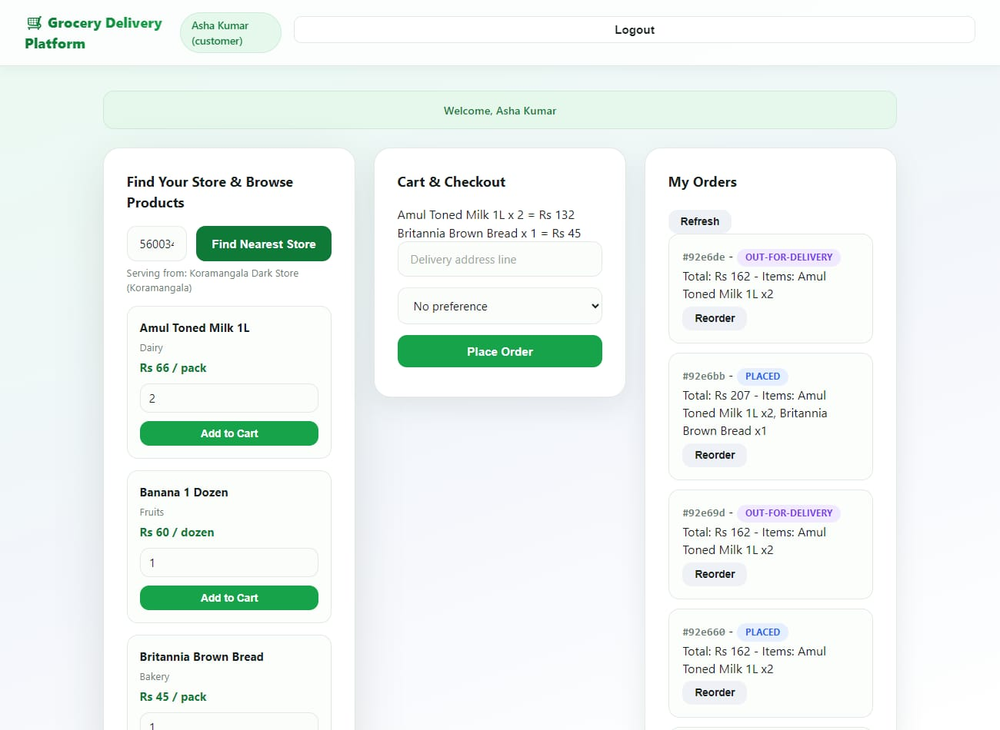 🛒 Grocery Delivery
Platform
Asha Kumar
(customer)
Logout
Welcome, Asha Kumar
Find Your Store & Browse
Products
560034
Find Nearest Store
Serving from: Koramangala Dark Store
(Koramangala)
Amul Toned Milk 1L
Dairy
Rs 66 / pack
2
Add to Cart
Banana 1 Dozen
Fruits
Rs 60 / dozen
1
Add to Cart
Britannia Brown Bread
Bakery
Rs 45 / pack
1
Cart & Checkout
Amul Toned Milk 1L x 2 = Rs 132
Britannia Brown Bread x 1 = Rs 45
Delivery address line
No preference
Place Order
My Orders
Refresh
#92e6de - OUT-FOR-DELIVERY
Total: Rs 162 - Items: Amul
Toned Milk 1L x2
Reorder
#92e6bb - PLACED
Total: Rs 207 - Items: Amul
Toned Milk 1L x2, Britannia
Brown Bread x1
Reorder
#92e69d - OUT-FOR-DELIVERY
Total: Rs 162 - Items: Amul
Toned Milk 1L x2
Reorder
#92e660 - PLACED
Total: Rs 162 - Items: Amul
Toned Milk 1L x2
Reorder